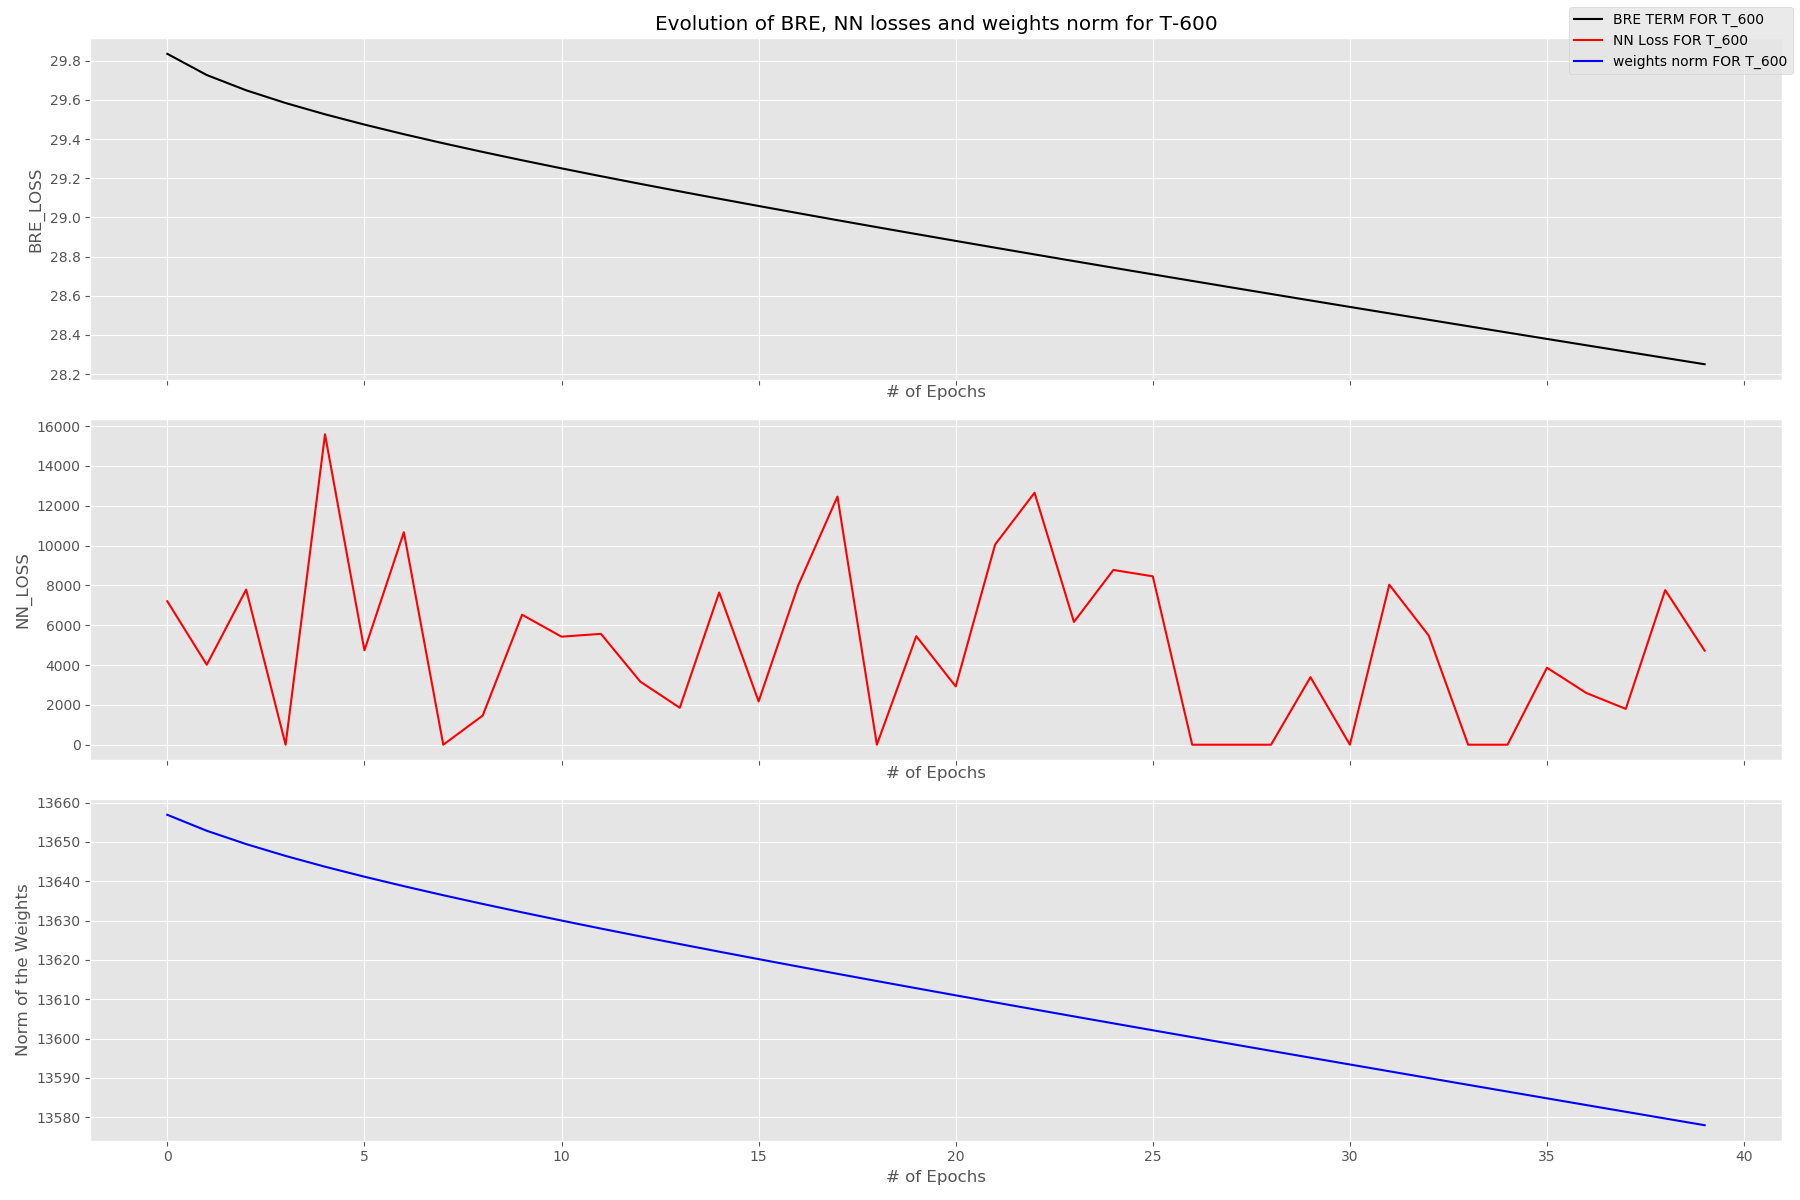 Evolution of BRE, NN losses and weights norm for T-600
BRE TERM FOR T_600
NN Loss FOR T_600
weights norm FOR T_600
BRE_LOSS
29.8
29.6
29.4
29.2
29.0
28.8
28.6
28.4
28.2
# of Epochs
NN_LOSS
16000
14000
12000
10000
8000
6000
4000
2000
0
# of Epochs
Norm of the Weights
13660
13650
13640
13630
13620
13610
13600
13590
13580
0 5 10 15 20 25 30 35 40
# of Epochs